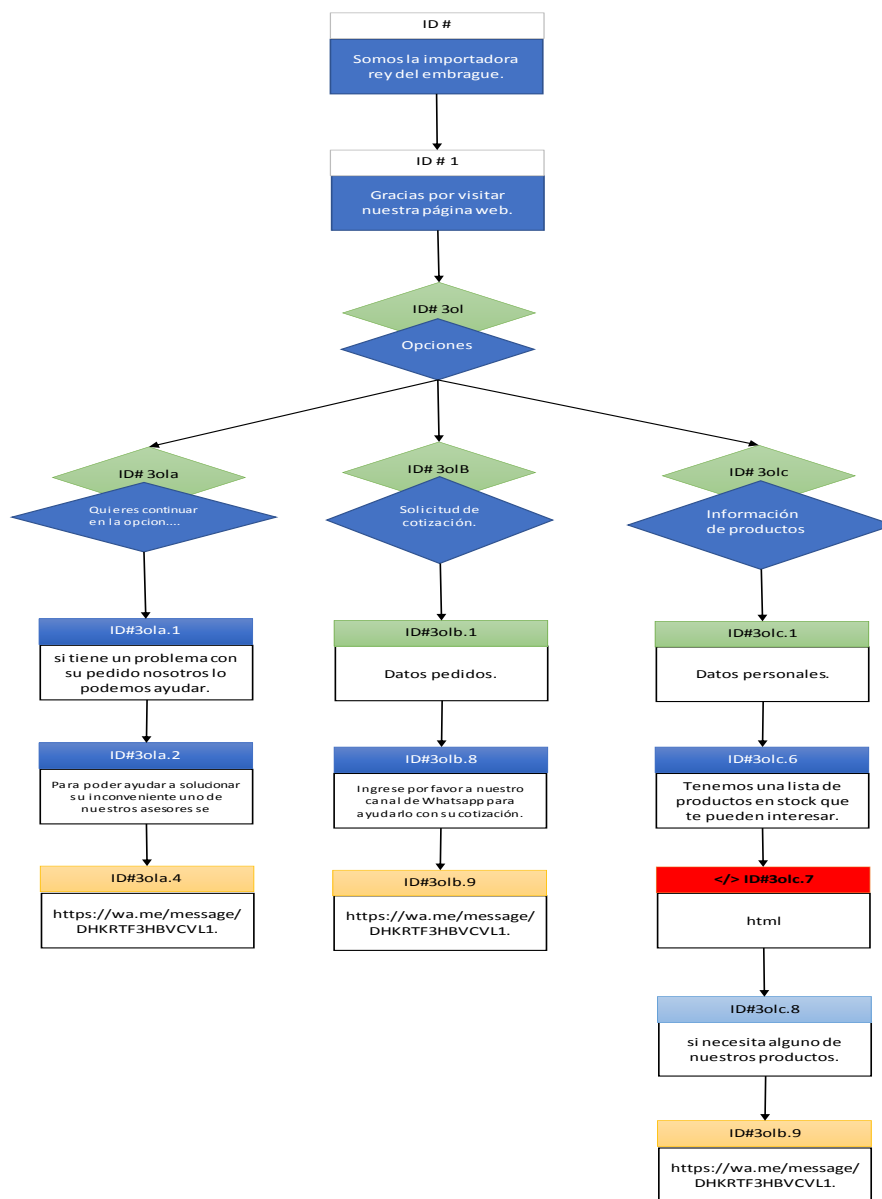 ID #
Somos la importadora
rey del embrague.
ID # 1
Gracias por visitar
nuestra página web.
ID# 3ol
Opciones
ID# 3ola
Quieres continuar
en la opcion....
ID# 3olB
Solicitud de
cotización.
ID# 3olc
Información
de productos
ID#3ola.1
si tiene un problema con
su pedido nosotros lo
podemos ayudar.
ID#3olb.1
Datos pedidos.
ID#3olc.1
Datos personales.
ID#3ola.2
Para poder ayudar a solucionar
su inconveniente uno de
nuestros asesores se
ID#3olb.8
Ingrese por favor a nuestro
canal de Whatsapp para
ayudarlo con su cotización.
ID#3olc.6
Tenemos una lista de
productos en stock que
te pueden interesar.
ID#3ola.4
https://wa.me/message/
DHKRTF3HBVCVL1.
ID#3olb.9
https://wa.me/message/
DHKRTF3HBVCVL1.
</> ID#3olc.7
html
ID#3olc.8
si necesita alguno de
nuestros productos.
ID#3olb.9
https://wa.me/message/
DHKRTF3HBVCVL1.